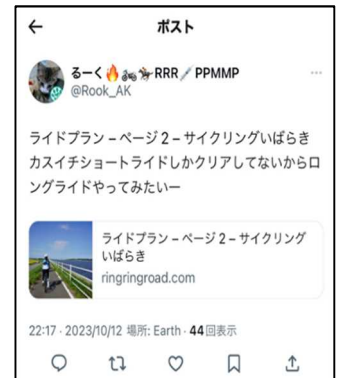 ポスト
るーく🔥🏍🏇RRR💉PPMMP
@Rook_AK
ライドプラン – ページ 2 – サイクリングいばらき
カスイチショートライドしかクリアしてないからロ
ングライドやってみたいー
ライドプラン – ページ 2 – サイクリング
いばらき
ringringroad.com
22:17 · 2023/10/12 場所: Earth · 44回表示